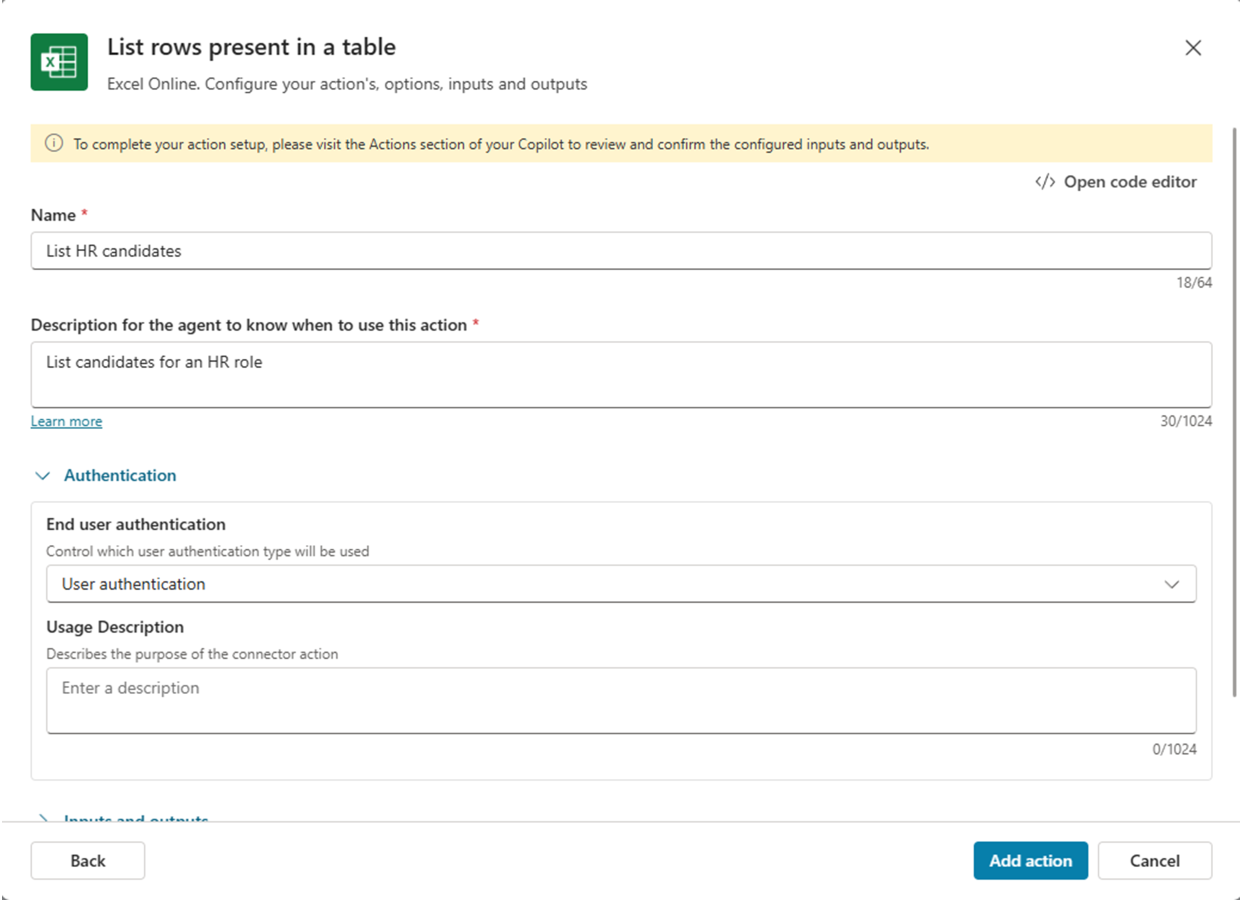 List rows present in a table
Excel Online. Configure your action's, options, inputs and outputs
To complete your action setup, please visit the Actions section of your Copilot to review and confirm the configured inputs and outputs.
</> Open code editor
Name *
List HR candidates
18/64
Description for the agent to know when to use this action *
List candidates for an HR role
Learn more
30/1024
Authentication
End user authentication
Control which user authentication type will be used
User authentication
Usage Description
Describes the purpose of the connector action
Enter a description
0/1024
Inputs and outputs
Back
Add action
Cancel